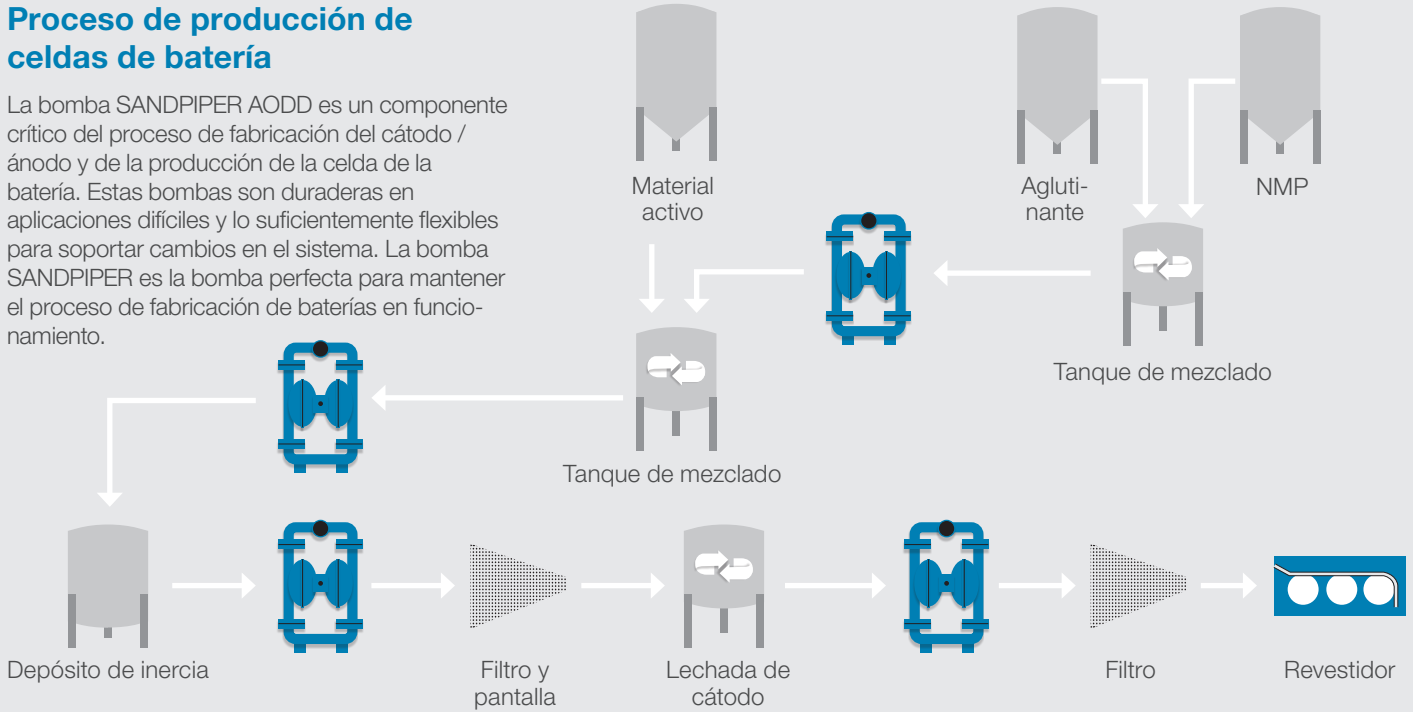 Proceso de producción de
celdas de batería
La bomba SANDPIPER AODD es un componente
crítico del proceso de fabricación del cátodo /
ánodo y de la producción de la celda de la
batería. Estas bombas son duraderas en
aplicaciones difíciles y lo suficientemente flexibles
para soportar cambios en el sistema. La bomba
SANDPIPER es la bomba perfecta para mantener
el proceso de fabricación de baterías en funcio-
namiento.
Material
activo
Agluti-
nante
NMP
Tanque de mezclado
Tanque de mezclado
Depósito de inercia
Filtro y
pantalla
Lechada de
cátodo
Filtro
Revestidor